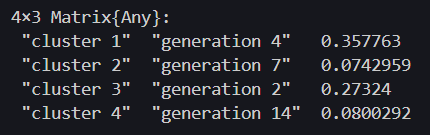 4×3 Matrix{Any}:
"cluster 1" "generation 4" 0.357763
"cluster 2" "generation 7" 0.0742959
"cluster 3" "generation 2" 0.27324
"cluster 4" "generation 14" 0.0800292